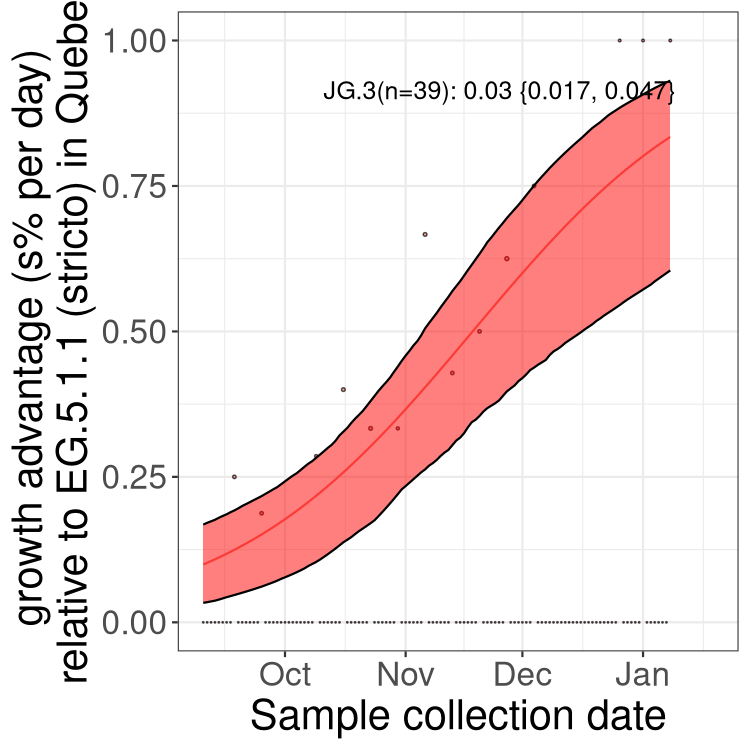 growth advantage (s% per day)
relative to EG.5.1.1 (stricto) in Quebe
1.00
0.75
0.50
0.25
0.00
JG.3(n=39): 0.03 {0.017, 0.047}
Oct Nov Dec Jan
Sample collection date